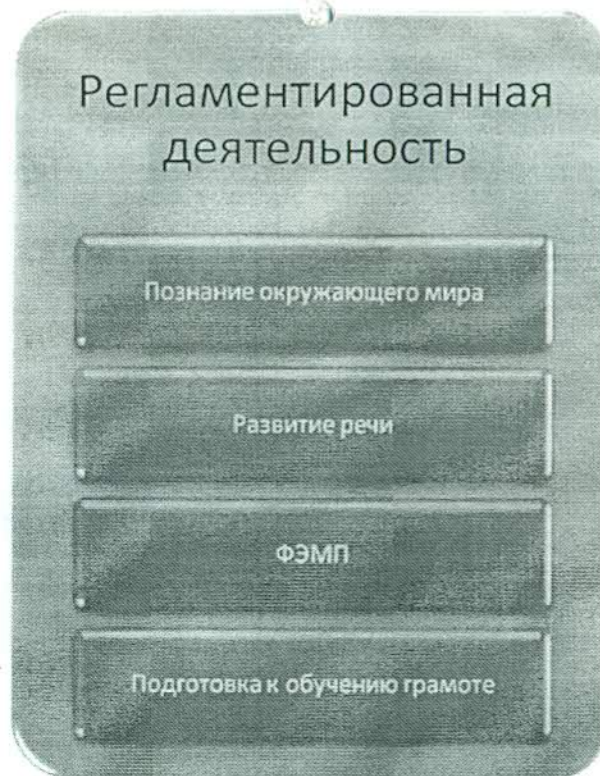 Регламентированная
деятельность
Познание окружающего мира
Развитие речи
ФЭМП
Подготовка к обучению грамоте